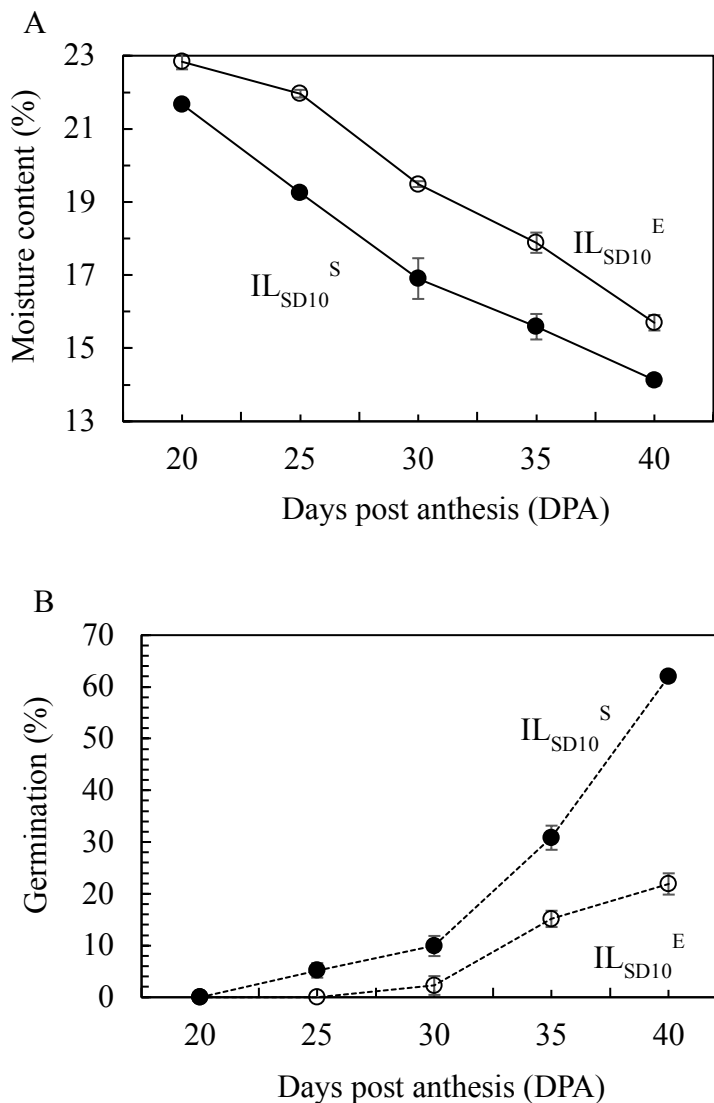 A
23
21
19
17
15
13
Moisture content (%)
IL_SD10^E
IL_SD10^S
20 25 30 35 40
Days post anthesis (DPA)
B
70
60
50
40
30
20
10
0
Germination (%)
IL_SD10^S
IL_SD10^E
20 25 30 35 40
Days post anthesis (DPA)